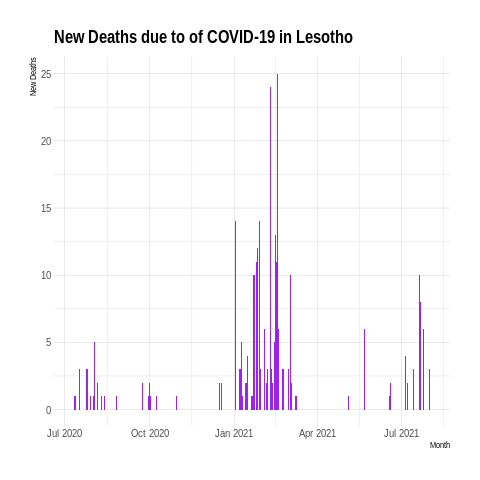 New Deaths due to of COVID-19 in Lesotho
New Deaths
25
20
15
10
5
0
Jul 2020 Oct 2020 Jan 2021 Apr 2021 Jul 2021
Month